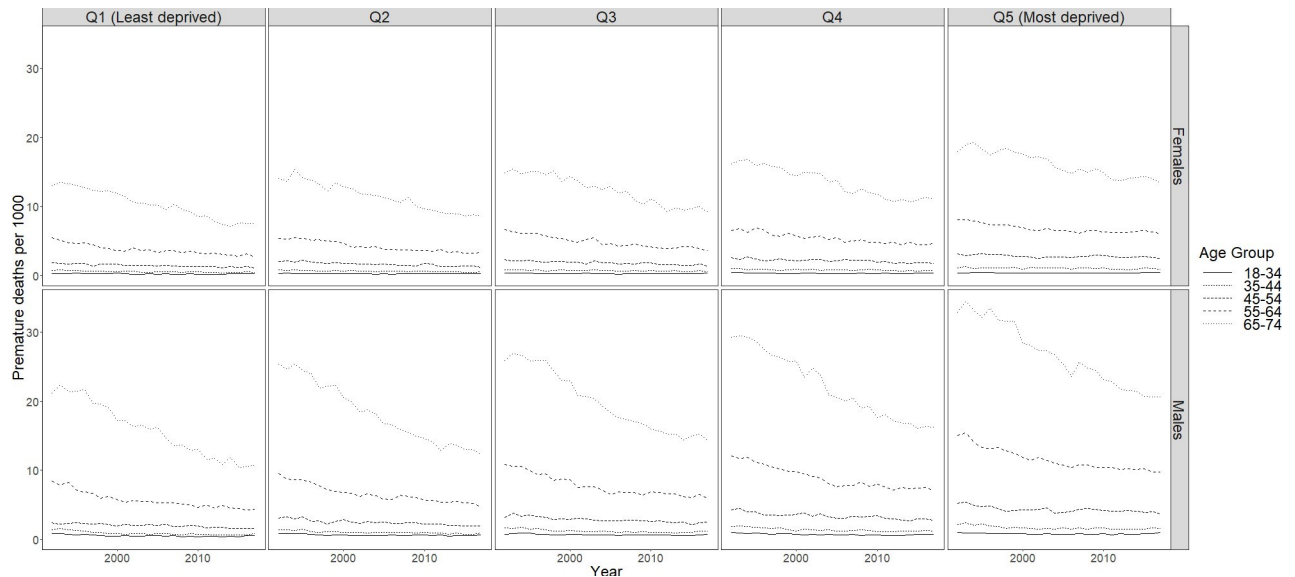 Q1 (Least deprived)
Q2
Q3
Q4
Q5 (Most deprived)
Premature deaths per 1000
30
20
10
0
Females
30
20
10
0
Males
2000
2010
2000
2010
2000
2010
2000
2010
2000
2010
Year
Age Group
18-34
35-44
45-54
55-64
65-74